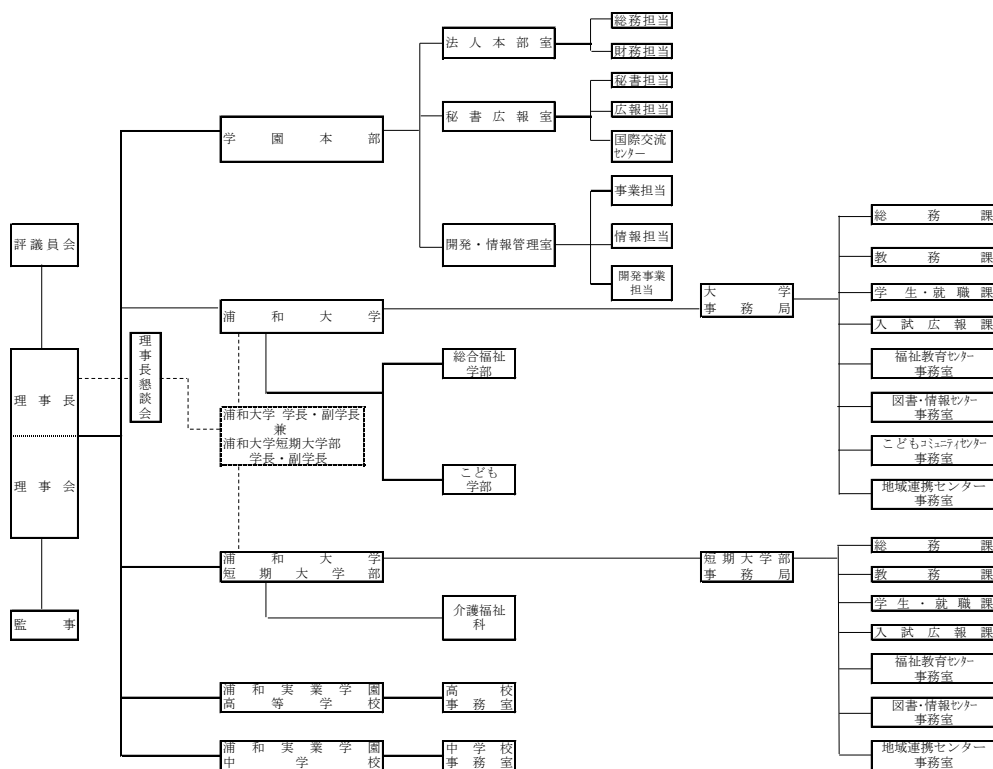 評議員会
理事長
理事会
監事
理事長懇談会
学園本部
法人本部室
総務担当
財務担当
秘書広報室
秘書担当
広報担当
国際交流
センター
開発・情報管理室
事業担当
情報担当
開発事業
担当
浦和大学
総合福祉
学部
こども
学部
浦和大学 学長・副学長
兼
浦和大学短期大学部
学長・副学長
大学
事務局
総務課
教務課
学生・就職課
入試広報課
福祉教育センター
事務室
図書・情報センター
事務室
こどもコミュニティセンター
事務室
地域連携センター
事務室
浦和大学
短期大学部
介護福祉
科
短期大学部
事務局
総務課
教務課
学生・就職課
入試広報課
福祉教育センター
事務室
図書・情報センター
事務室
地域連携センター
事務室
浦和実業学園
高等学校
高校
事務室
浦和実業学園
中学校
中学校
事務室